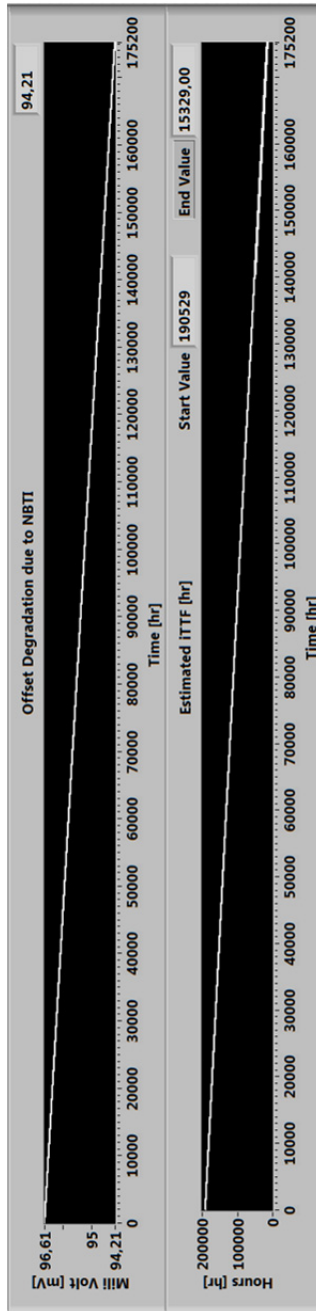 Offset Degradation due to NBTI
94,21
Mili Volt [mV]
96,61
95
94,21
0 10000 20000 30000 40000 50000 60000 70000 80000 90000 100000 110000 120000 130000 140000 150000 160000 175200
Time [hr]
Estimated iTTF [hr]
Start Value 190529
End Value 15329,00
Hours [hr]
200000
100000
0
0 10000 20000 30000 40000 50000 60000 70000 80000 90000 100000 110000 120000 130000 140000 150000 160000 175200
Time [hr]